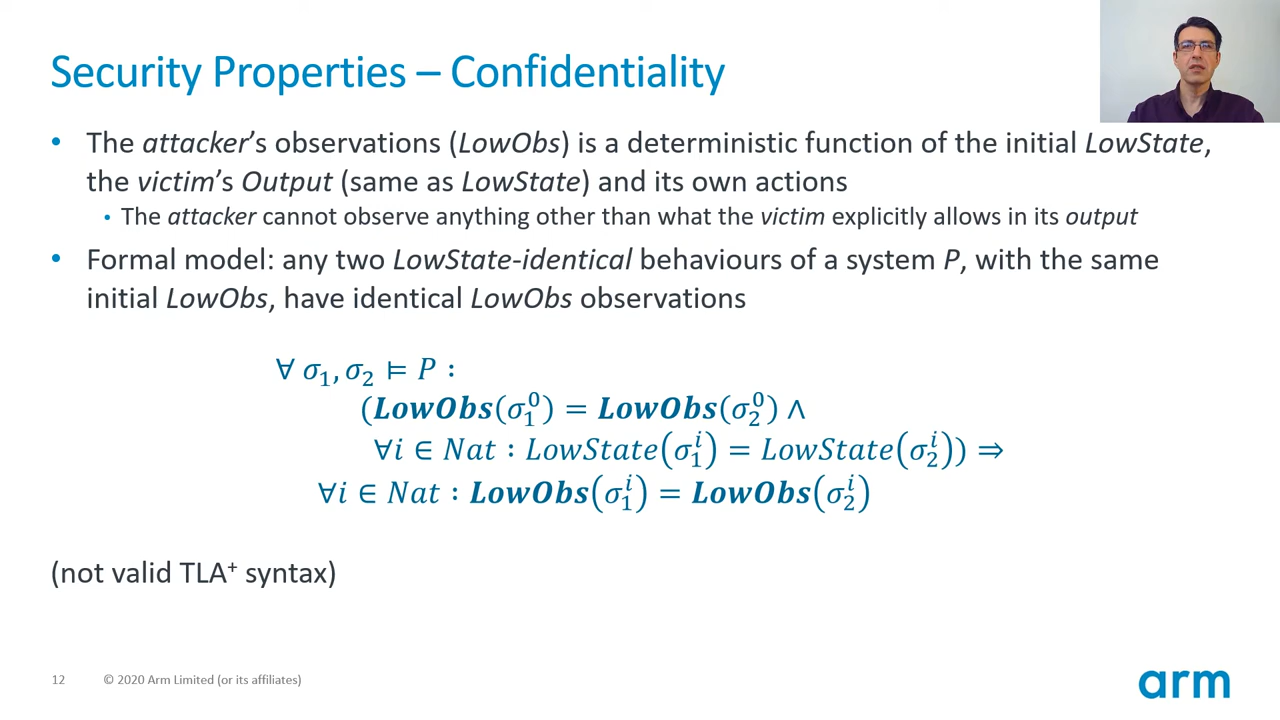 Security Properties – Confidentiality
• The attacker's observations (LowObs) is a deterministic function of the initial LowState,
the victim's Output (same as LowState) and its own actions
• The attacker cannot observe anything other than what the victim explicitly allows in its output
• Formal model: any two LowState-identical behaviours of a system P, with the same
initial LowObs, have identical LowObs observations
∀ σ₁, σ₂ ⊨ P :
(LowObs(σ₁⁰) = LowObs(σ₂⁰) ∧
∀i ∈ Nat : LowState(σ₁ⁱ) = LowState(σ₂ⁱ)) ⇒
∀i ∈ Nat : LowObs(σ₁ⁱ) = LowObs(σ₂ⁱ)
(not valid TLA⁺ syntax)
12 © 2020 Arm Limited (or its affiliates)
arm